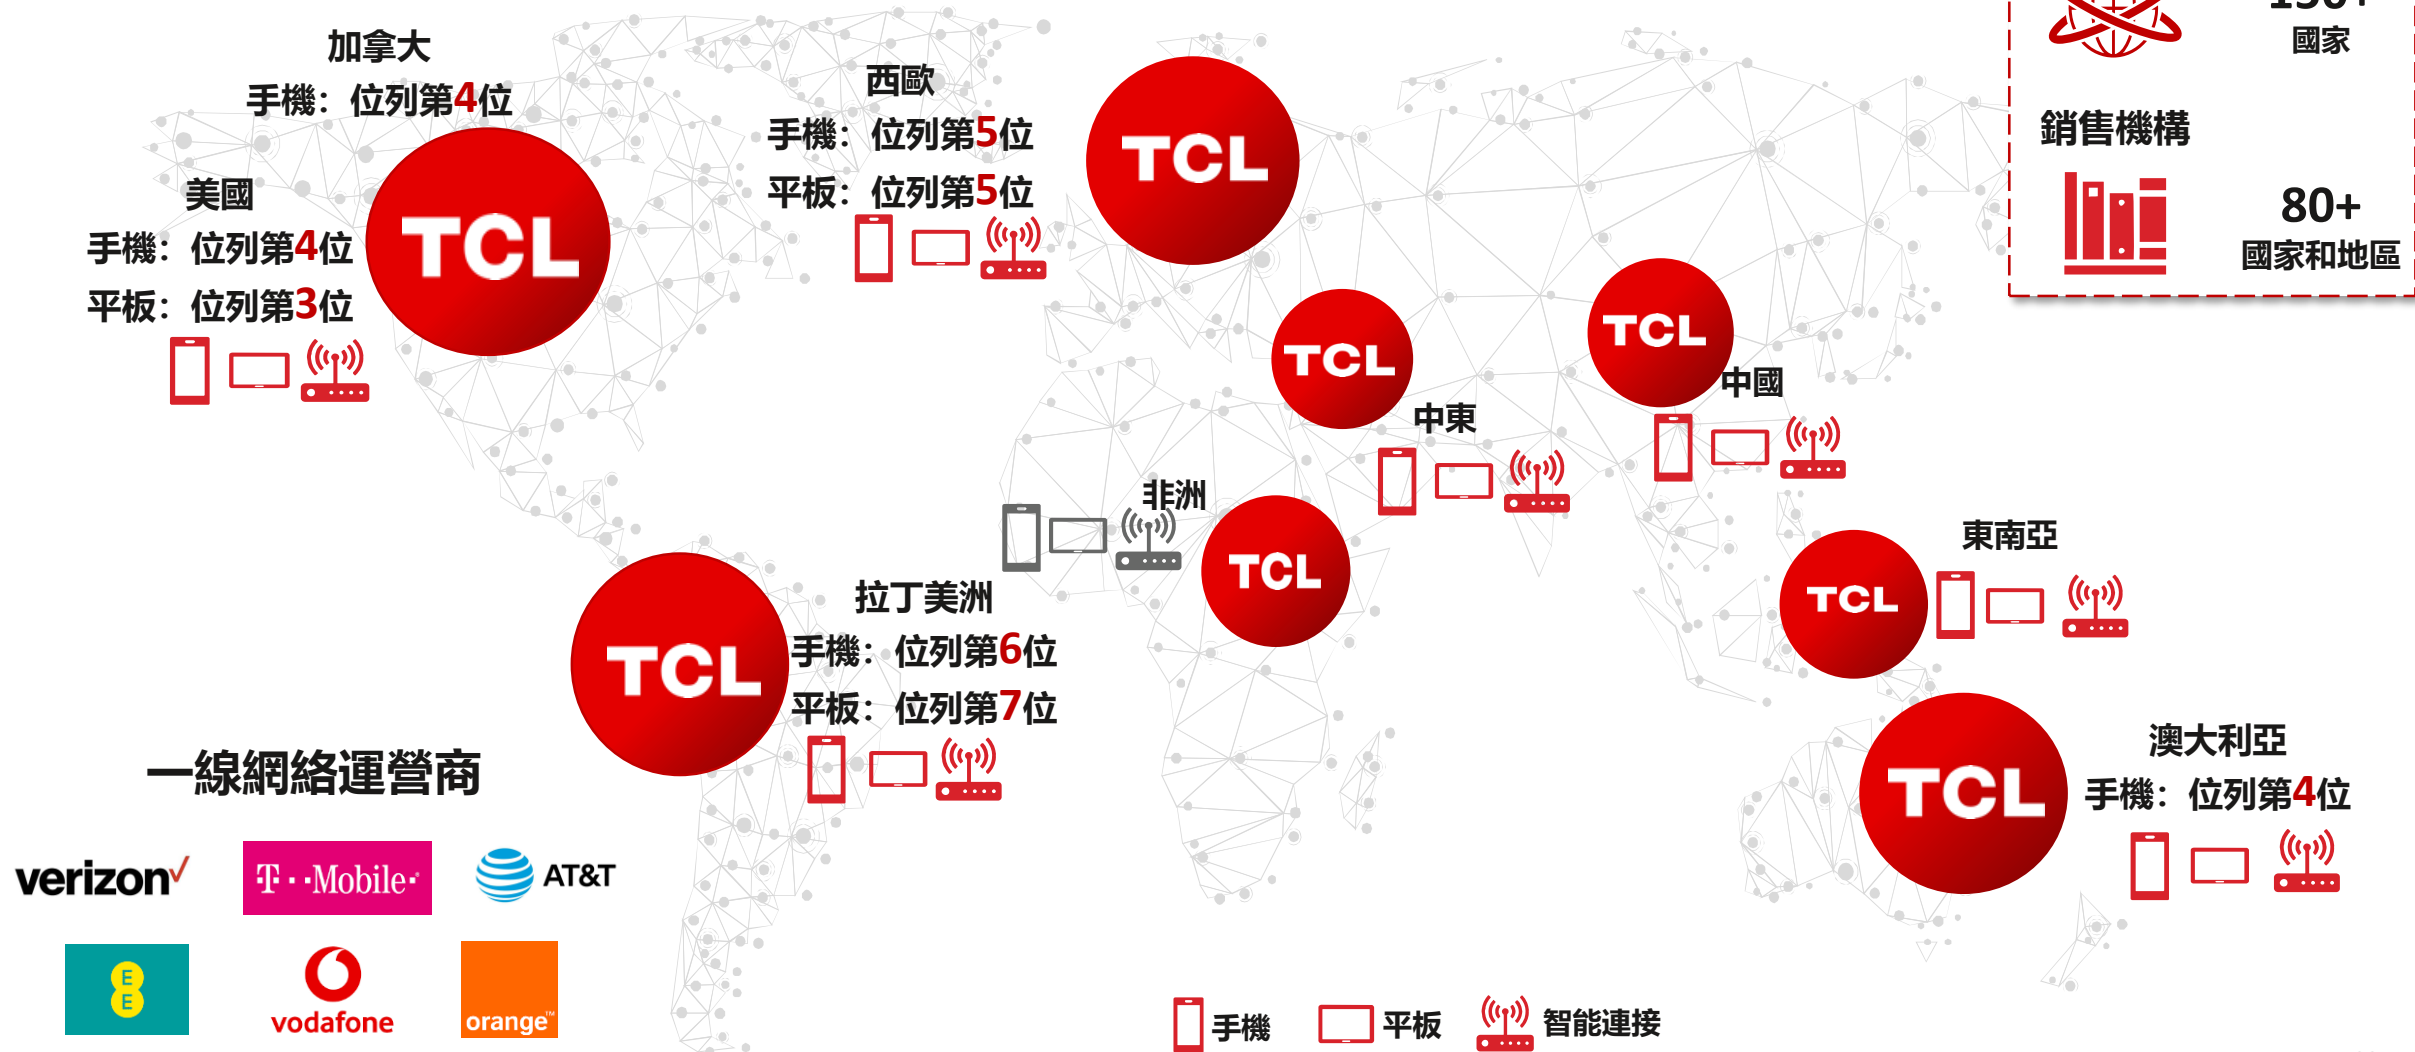 加拿大
手機：位列第4位
TCL
美國
手機：位列第4位
平板：位列第3位
西歐
手機：位列第5位
平板：位列第5位
TCL
國家
銷售機構
80+
國家和地區
TCL
中東
TCL
中國
非洲
TCL
東南亞
TCL
拉丁美洲
手機：位列第6位
平板：位列第7位
TCL
澳大利亞
手機：位列第4位
TCL
一線網絡運營商
verizon
T··Mobile·
AT&T
EE
vodafone
orange™
手機
平板
智能連接